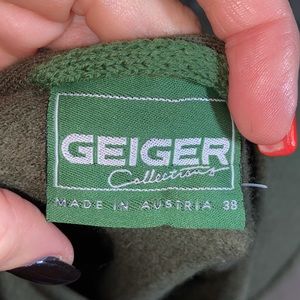 GEIGER
Collections
MADE IN AUSTRIA 38